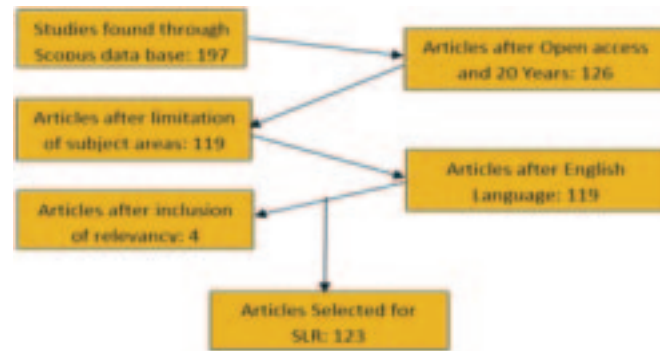 Studies found through
Scopus data base: 197
Articles after Open access
and 20 Years: 126
Articles after limitation
of subject areas: 119
Articles after English
Language: 119
Articles after inclusion
of relevancy: 4
Articles Selected for
SLR: 123